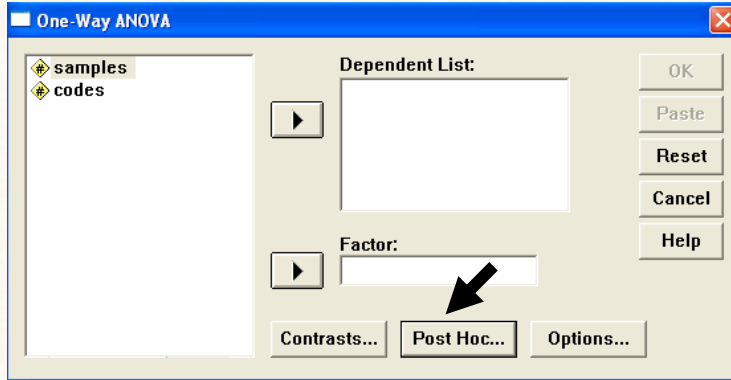 One-Way ANOVA
samples
codes
Dependent List:
Factor:
OK
Paste
Reset
Cancel
Help
Contrasts...
Post Hoc...
Options...